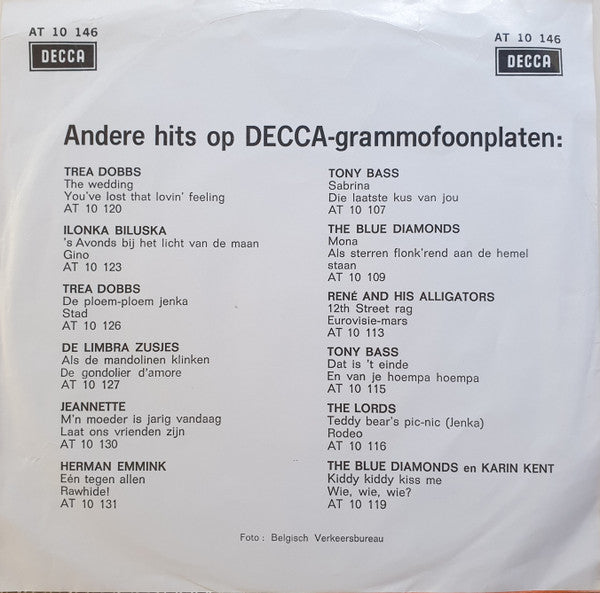 AT 10 146
DECCA
AT 10 146
DECCA
Andere hits op DECCA-grammofoonplaten:
TREA DOBBS
The wedding
You've lost that lovin' feeling
AT 10 120
ILONKA BILUSKA
's Avonds bij het licht van de maan
Gino
AT 10 123
TREA DOBBS
De ploem-ploem jenka
Stad
AT 10 126
DE LIMBRA ZUSJES
Als de mandolinen klinken
De gondolier d'amore
AT 10 127
JEANNETTE
M'n moeder is jarig vandaag
Laat ons vrienden zijn
AT 10 130
HERMAN EMMINK
Eén tegen allen
Rawhide!
AT 10 131
TONY BASS
Sabrina
Die laatste kus van jou
AT 10 107
THE BLUE DIAMONDS
Mona
Als sterren flonk'rend aan de hemel
staan
AT 10 109
RENÉ AND HIS ALLIGATORS
12th Street rag
Eurovisie-mars
AT 10 113
TONY BASS
Dat is 't einde
En van je hoempa hoempa
AT 10 115
THE LORDS
Teddy bear's pic-nic (Jenka)
Rodeo
AT 10 116
THE BLUE DIAMONDS en KARIN KENT
Kiddy kiddy kiss me
Wie, wie, wie?
AT 10 119
Foto : Belgisch Verkeersbureau